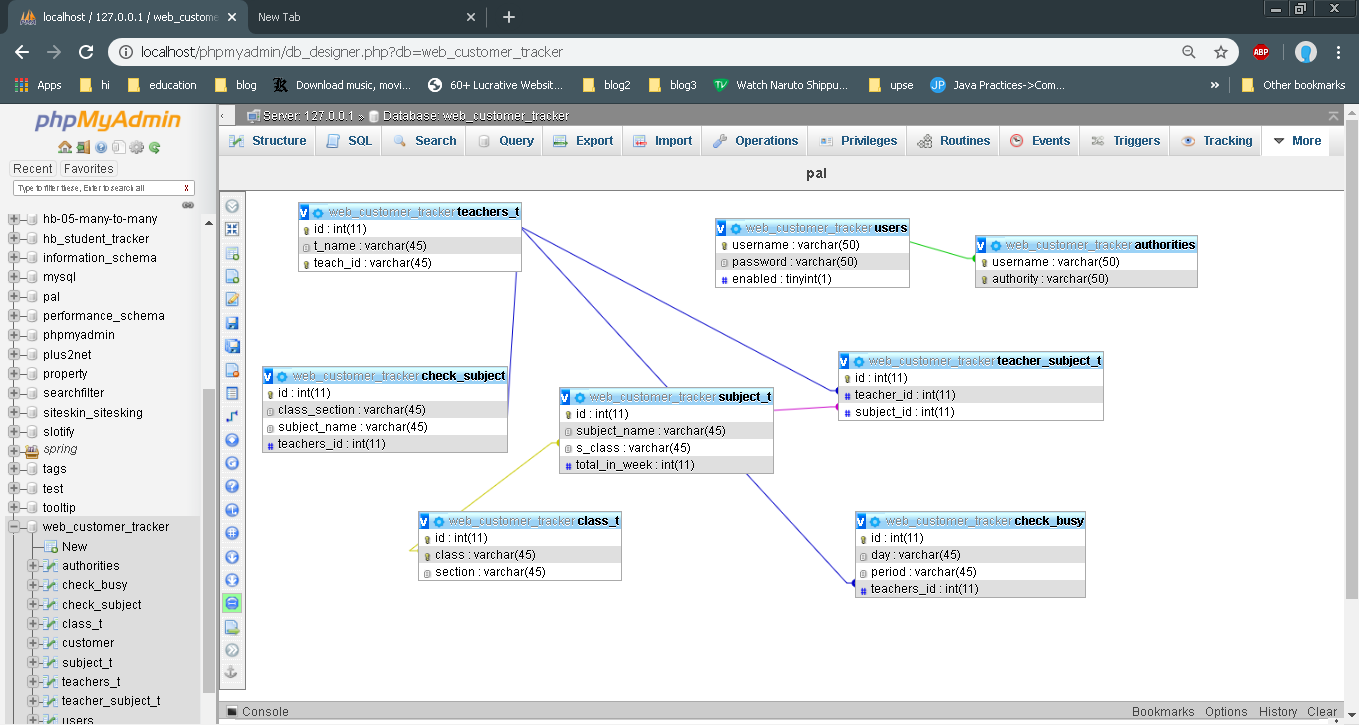 localhost / 127.0.0.1 / web_custome
New Tab
localhost/phpmyadmin/db_designer.php?db=web_customer_tracker
ABP
Apps
hi
education
blog
Download music, movi...
60+ Lucrative Websit...
blog2
blog3
Watch Naruto Shippu...
upse
JP
Java Practices->Com...
»
Other bookmarks
phpMyAdmin
Recent
Favorites
Type to filter these, Enter to search all
X
hb-05-many-to-many
hb_student_tracker
information_schema
mysql
pal
performance_schema
phpmyadmin
plus2net
property
searchfilter
siteskin_sitesking
slotify
spring
tags
test
tooltip
web_customer_tracker
New
authorities
check_busy
check_subject
class_t
customer
subject_t
teachers_t
teacher_subject_t
users
Server: 127.0.0.1 » Database: web_customer_tracker
Structure
SQL
Search
Query
Export
Import
Operations
Privileges
Routines
Events
Triggers
Tracking
More
pal
v web_customer_tracker teachers_t
id : int(11)
t_name : varchar(45)
teach_id : varchar(45)
v web_customer_tracker users
username : varchar(50)
password : varchar(50)
# enabled : tinyint(1)
v web_customer_tracker authorities
username : varchar(50)
authority : varchar(50)
v web_customer_tracker check_subject
id : int(11)
class_section : varchar(45)
subject_name : varchar(45)
# teachers_id : int(11)
v web_customer_tracker subject_t
id : int(11)
subject_name : varchar(45)
s_class : varchar(45)
# total_in_week : int(11)
v web_customer_tracker teacher_subject_t
id : int(11)
# teacher_id : int(11)
# subject_id : int(11)
v web_customer_tracker class_t
id : int(11)
class : varchar(45)
section : varchar(45)
v web_customer_tracker check_busy
id : int(11)
day : varchar(45)
period : varchar(45)
# teachers_id : int(11)
Console
Bookmarks
Options
History
Clear